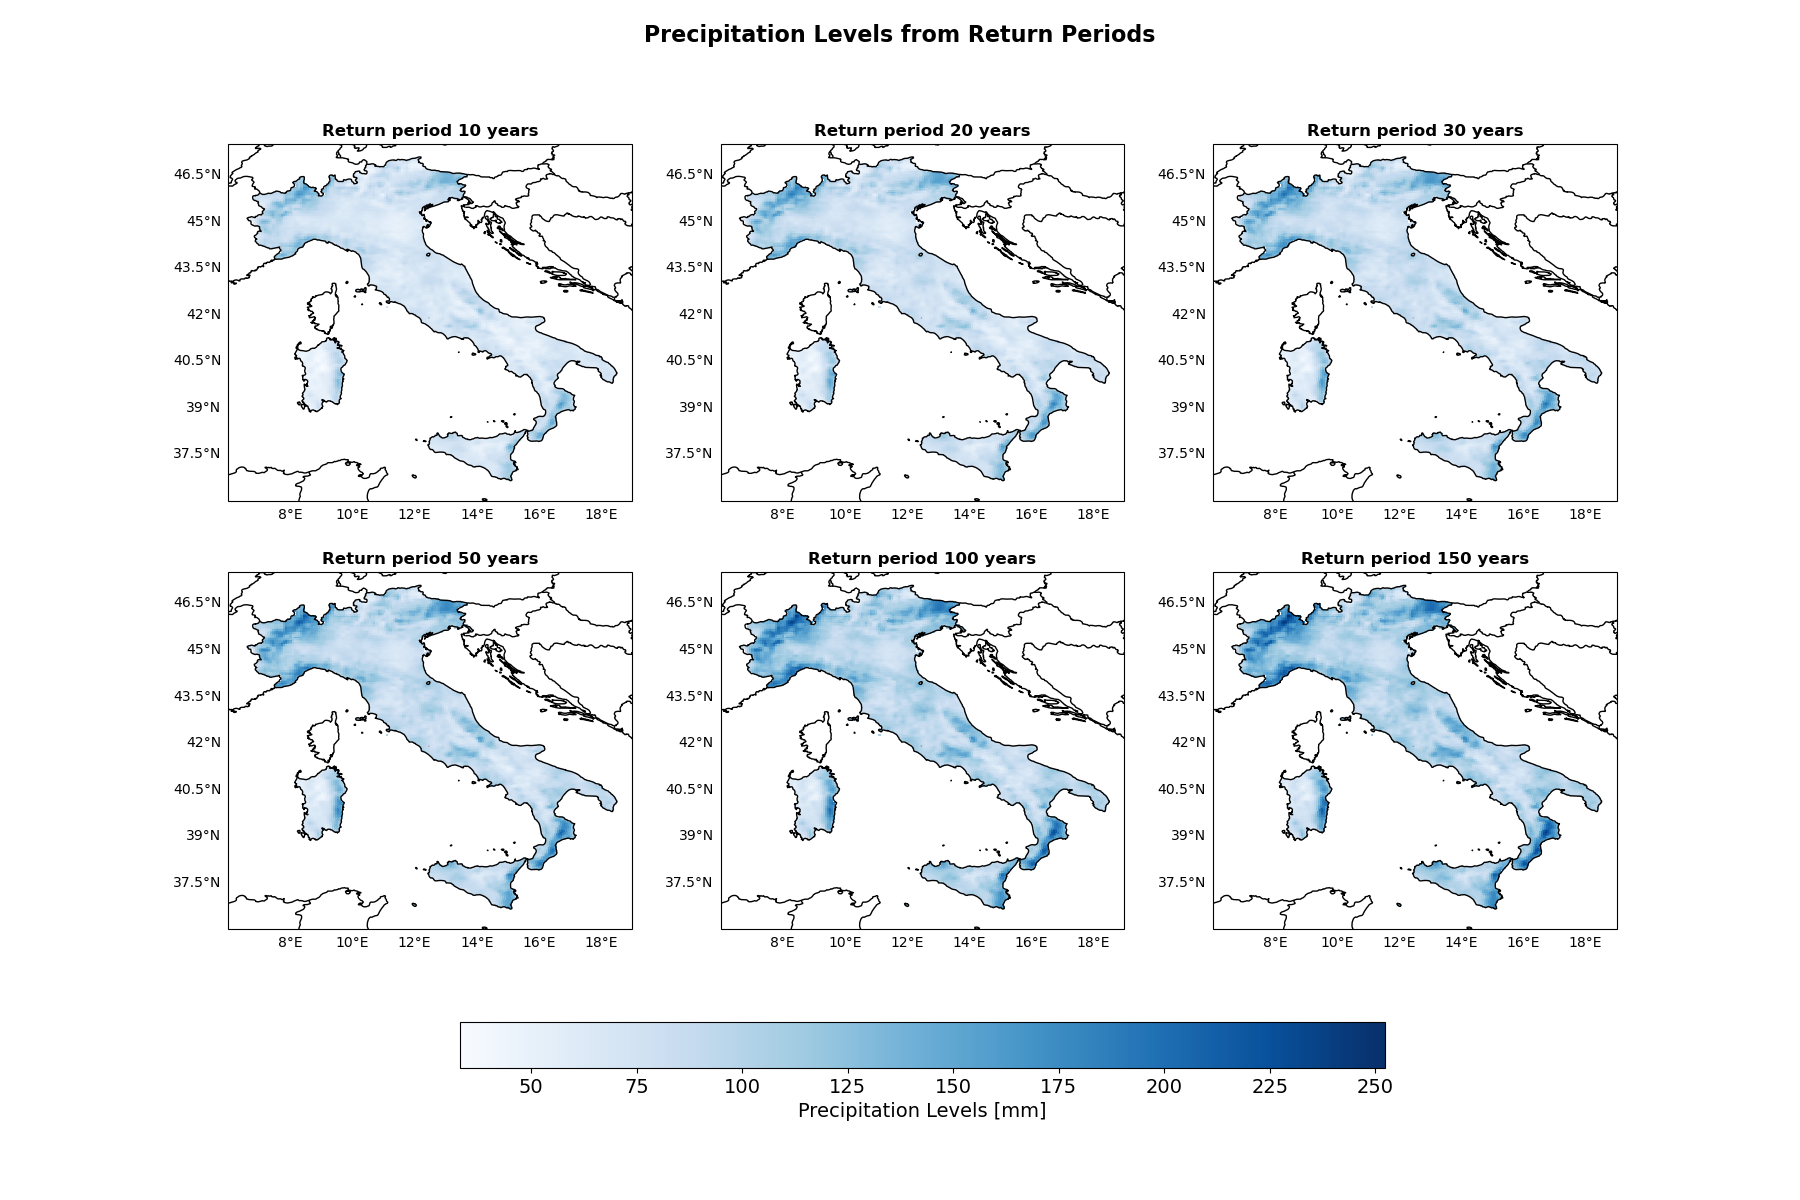 Precipitation Levels from Return Periods
Return period 10 years
Return period 20 years
Return period 30 years
46.5°N
45°N
43.5°N
42°N
40.5°N
39°N
37.5°N
8°E 10°E 12°E 14°E 16°E 18°E
46.5°N
45°N
43.5°N
42°N
40.5°N
39°N
37.5°N
8°E 10°E 12°E 14°E 16°E 18°E
46.5°N
45°N
43.5°N
42°N
40.5°N
39°N
37.5°N
8°E 10°E 12°E 14°E 16°E 18°E
Return period 50 years
Return period 100 years
Return period 150 years
46.5°N
45°N
43.5°N
42°N
40.5°N
39°N
37.5°N
8°E 10°E 12°E 14°E 16°E 18°E
46.5°N
45°N
43.5°N
42°N
40.5°N
39°N
37.5°N
8°E 10°E 12°E 14°E 16°E 18°E
46.5°N
45°N
43.5°N
42°N
40.5°N
39°N
37.5°N
8°E 10°E 12°E 14°E 16°E 18°E
50 75 100 125 150 175 200 225 250
Precipitation Levels [mm]